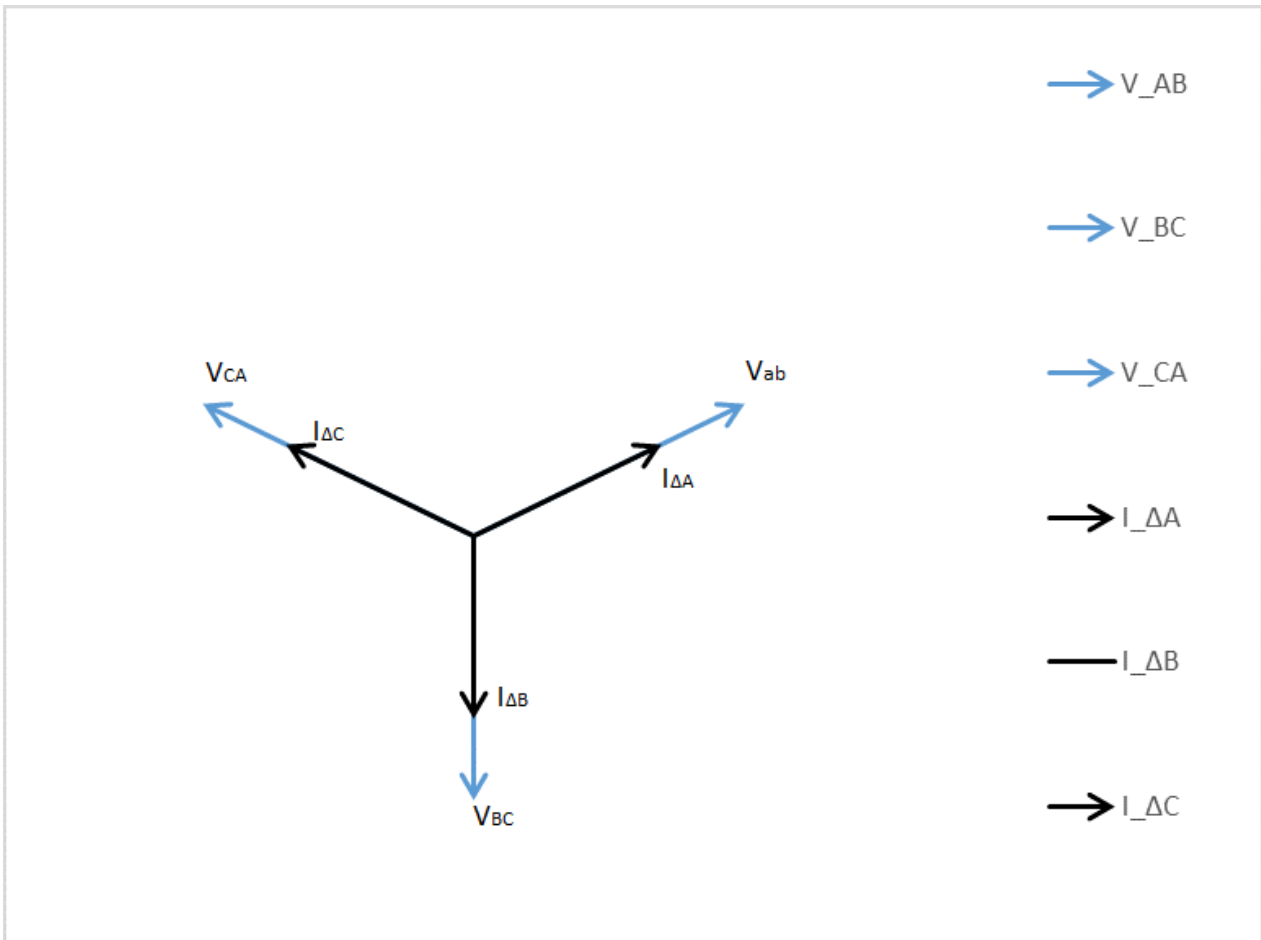 V_AB
V_BC
V_CA
I_ΔA
I_ΔB
I_ΔC
VCA
Vab
IΔC
IΔA
IΔB
VBC